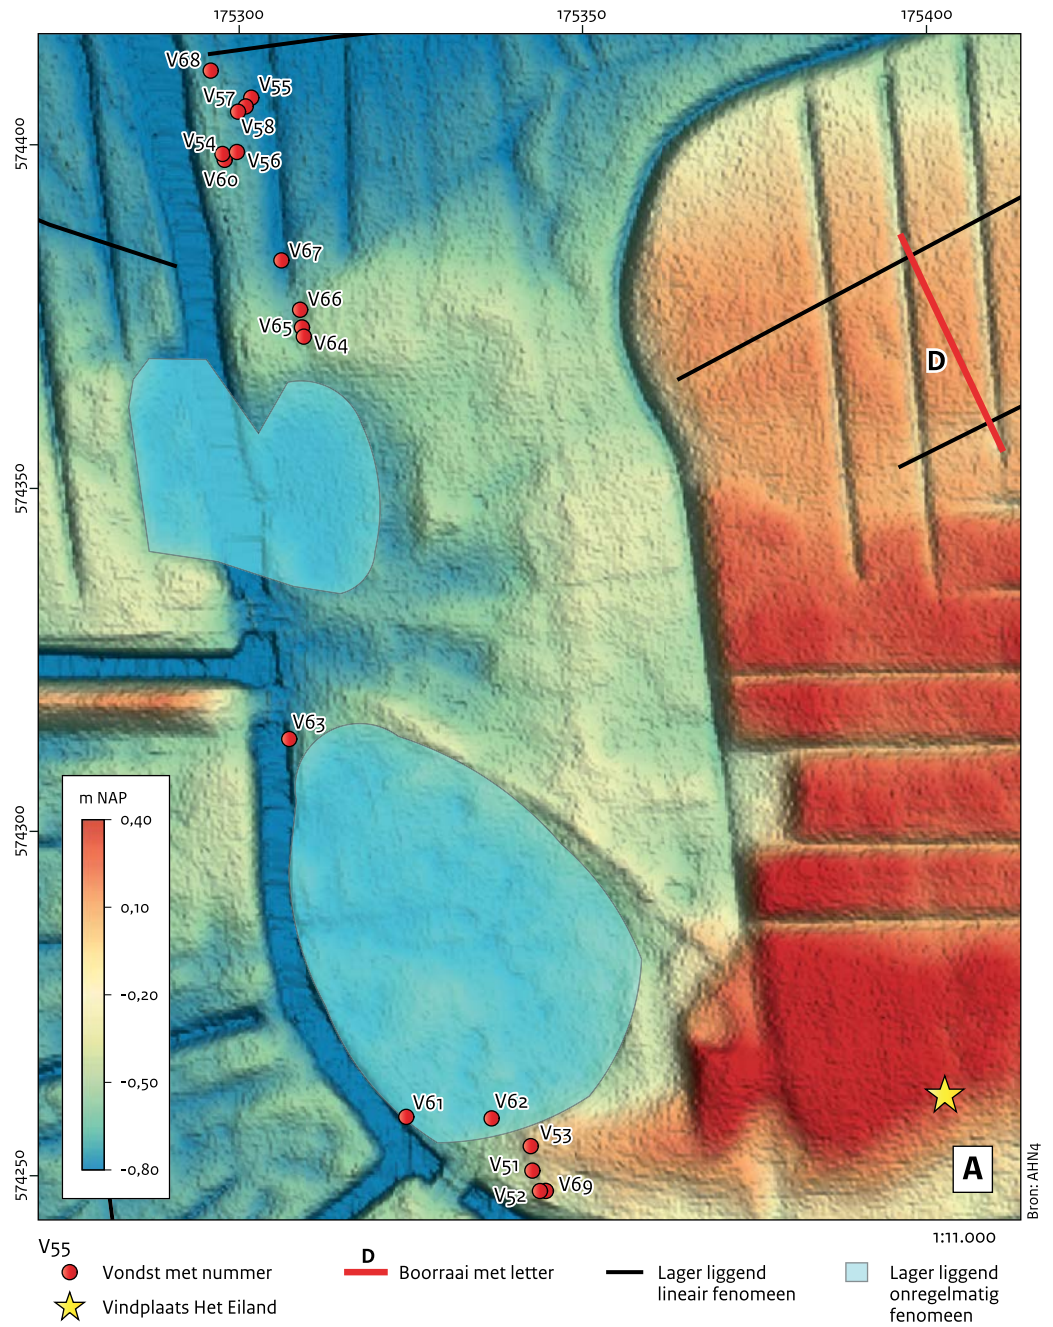 175300
175350
175400
574400
574350
574300
574250
V68
V55
V57
V58
V54
V56
V60
V67
V66
V65
V64
D
V63
m NAP
0,40
0,10
-0,20
-0,50
-0,80
V61
V62
V53
V51
V52
V69
A
Bron: AHN4
1:11.000
V55
Vondst met nummer
Vindplaats Het Eiland
D
Boorraai met letter
Lager liggend
lineair fenomeen
Lager liggend
onregelmatig
fenomeen